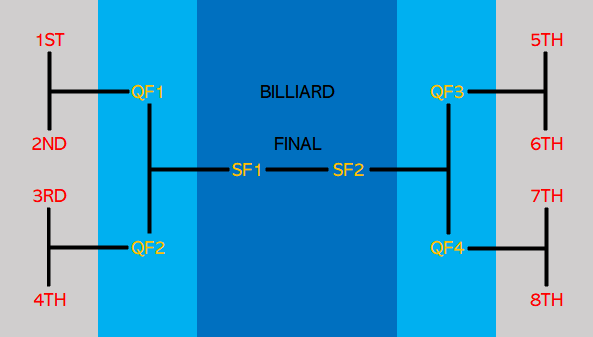 1ST
5TH
QF1
BILLIARD
QF3
2ND
FINAL
6TH
SF1
SF2
3RD
7TH
QF2
QF4
4TH
8TH